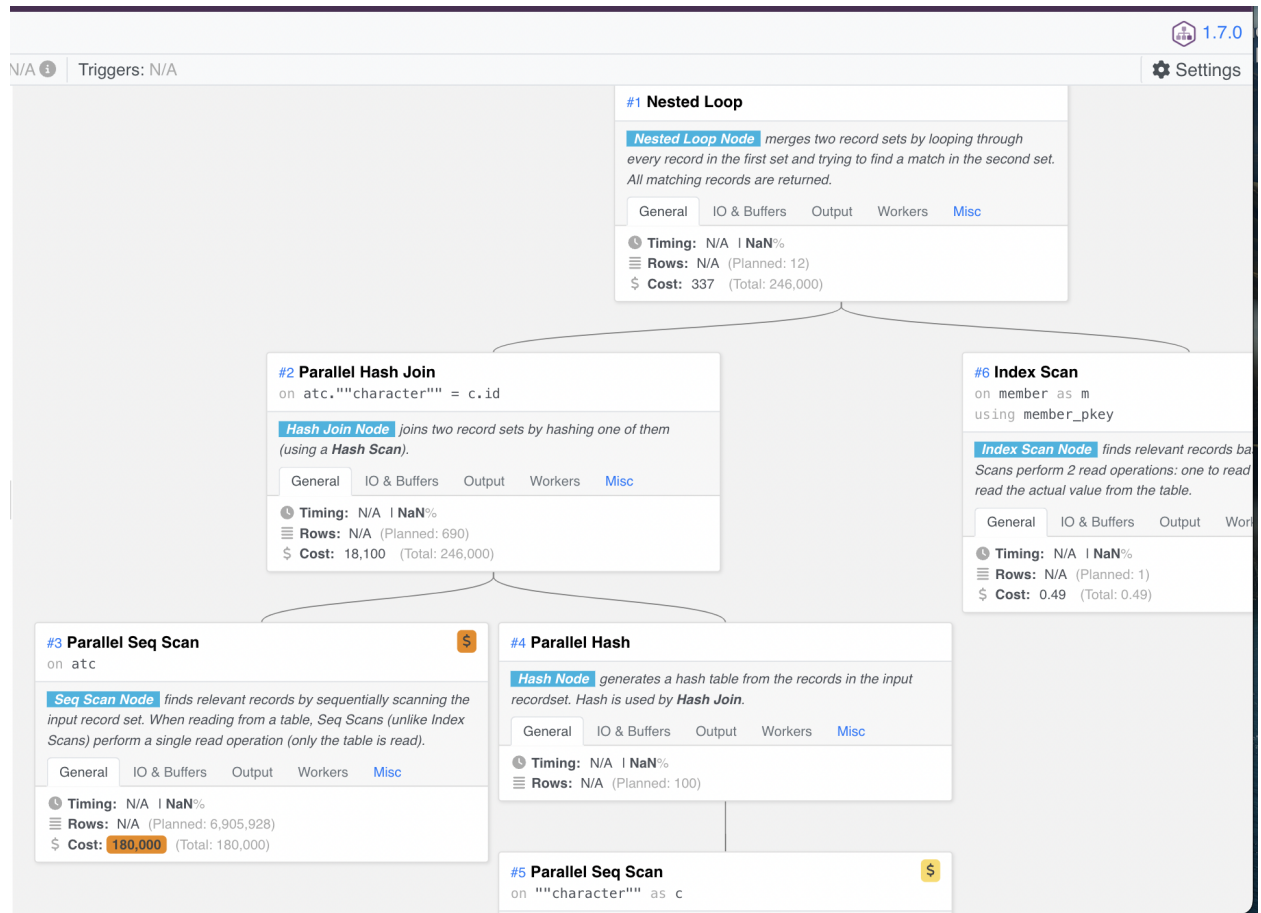 1.7.0
N/A Triggers: N/A Settings
#1 Nested Loop
Nested Loop Node merges two record sets by looping through
every record in the first set and trying to find a match in the second set.
All matching records are returned.
General IO & Buffers Output Workers Misc
Timing: N/A | NaN%
Rows: N/A (Planned: 12)
$ Cost: 337 (Total: 246,000)
#2 Parallel Hash Join
on atc.""character"" = c.id
Hash Join Node joins two record sets by hashing one of them
(using a Hash Scan).
General IO & Buffers Output Workers Misc
Timing: N/A | NaN%
Rows: N/A (Planned: 690)
$ Cost: 18,100 (Total: 246,000)
#6 Index Scan
on member as m
using member_pkey
Index Scan Node finds relevant records ba
Scans perform 2 read operations: one to read
read the actual value from the table.
General IO & Buffers Output Work
Timing: N/A | NaN%
Rows: N/A (Planned: 1)
$ Cost: 0.49 (Total: 0.49)
#3 Parallel Seq Scan $
on atc
Seq Scan Node finds relevant records by sequentially scanning the
input record set. When reading from a table, Seq Scans (unlike Index
Scans) perform a single read operation (only the table is read).
General IO & Buffers Output Workers Misc
Timing: N/A | NaN%
Rows: N/A (Planned: 6,905,928)
$ Cost: 180,000 (Total: 180,000)
#4 Parallel Hash
Hash Node generates a hash table from the records in the input
recordset. Hash is used by Hash Join.
General IO & Buffers Output Workers Misc
Timing: N/A | NaN%
Rows: N/A (Planned: 100)
#5 Parallel Seq Scan $
on ""character"" as c